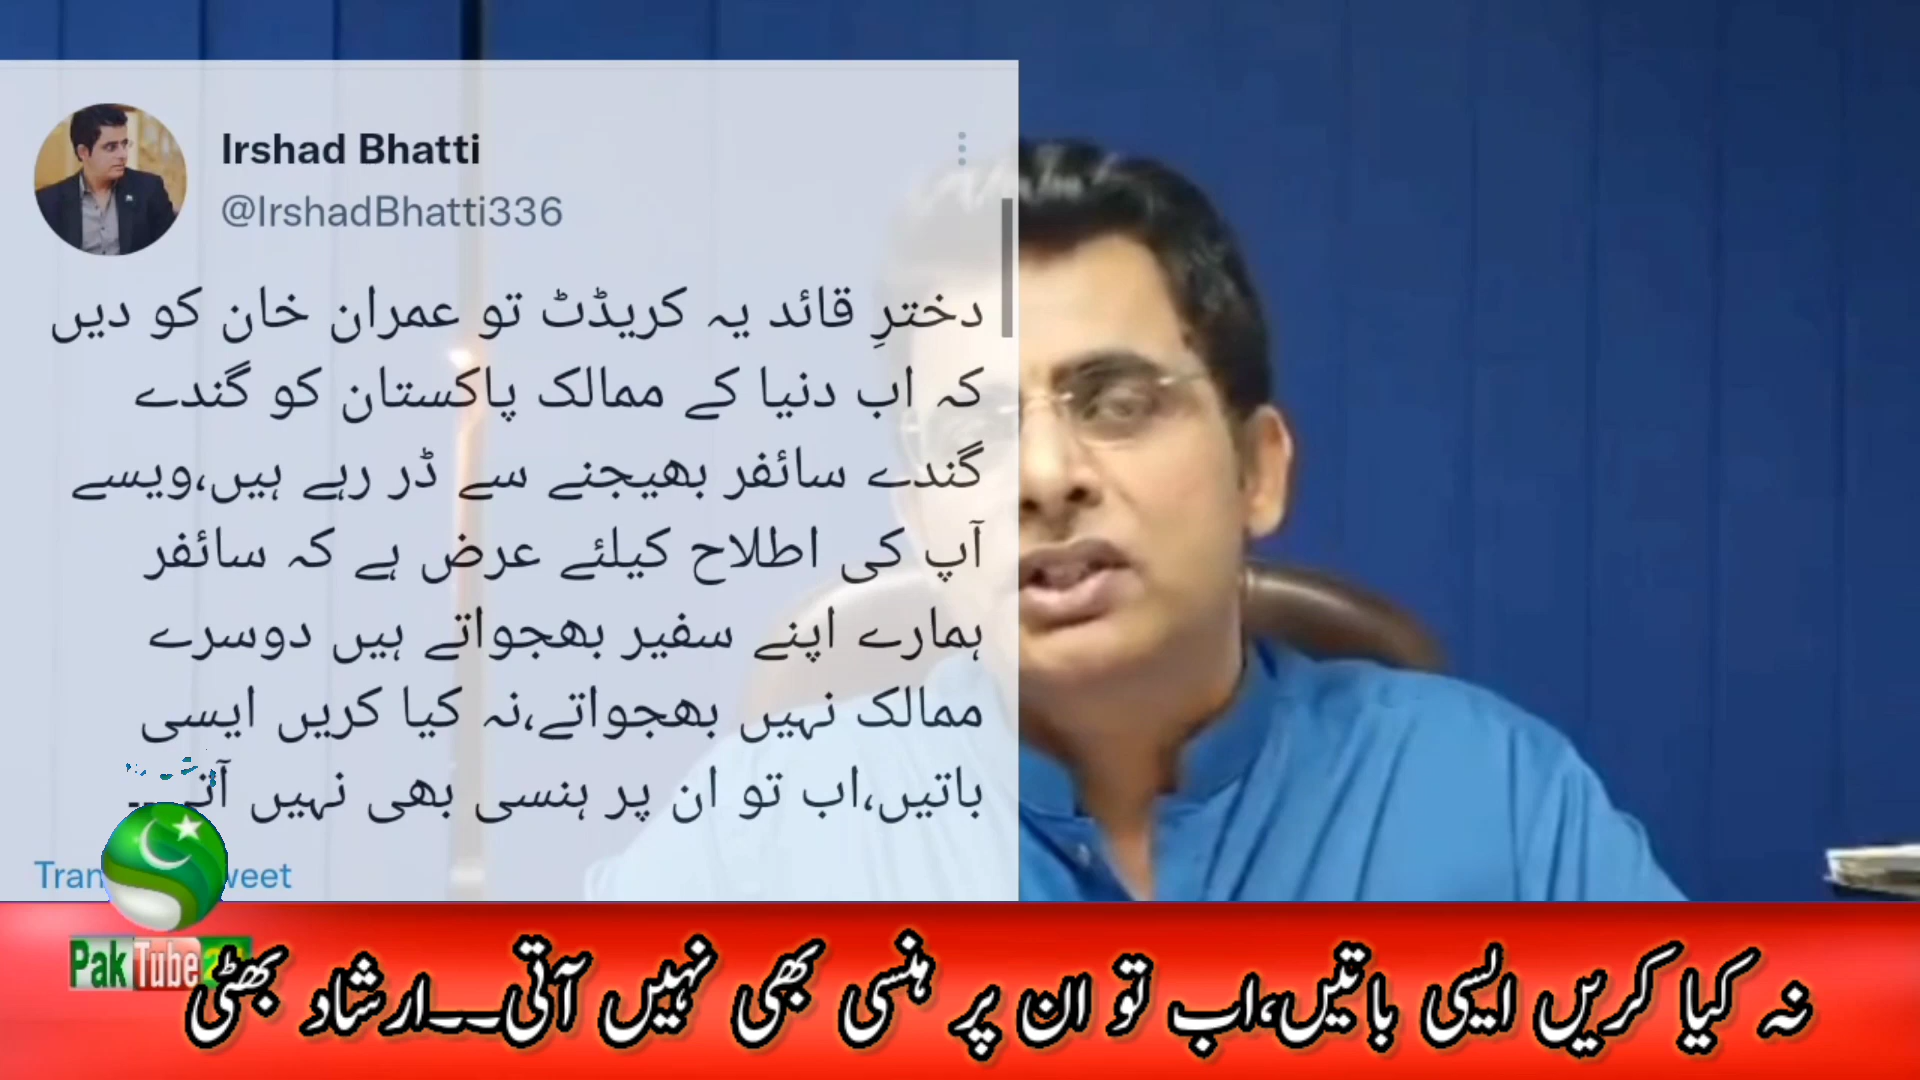 Irshad Bhatti
@IrshadBhatti336
دخترِ قائد یہ کریڈٹ تو عمران خان کو دیں
کہ اب دنیا کے ممالک پاکستان کو گندے
گندے سائفر بھیجنے سے ڈر رہے ہیں،ویسے
آپ کی اطلاح کیلئے عرض ہے کہ سائفر
ہمارے اپنے سفیر بھجواتے ہیں دوسرے
ممالک نہیں بھجواتے،نہ کیا کریں ایسی
باتیں،اب تو ان پر ہنسی بھی نہیں آتی۔۔
Tran weet
Pak Tube
نہ کیا کریں ایسی باتیں،اب تو ان پر ہنسی بھی نہیں آتی۔۔۔ارشاد بھٹی